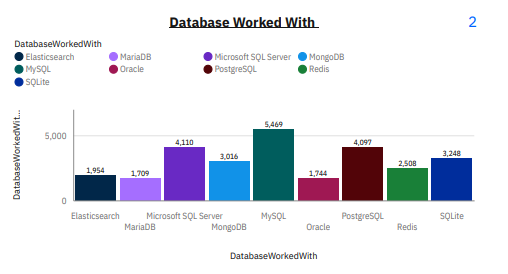 Database Worked With
2
DatabaseWorkedWith
Elasticsearch MariaDB Microsoft SQL Server MongoDB
MySQL Oracle PostgreSQL Redis
SQLite
DatabaseWorkedWit...
5,000
0
1,954
1,709
4,110
3,016
5,469
1,744
4,097
2,508
3,248
Elasticsearch Microsoft SQL Server MySQL PostgreSQL SQLite
MariaDB MongoDB Oracle Redis
DatabaseWorkedWith